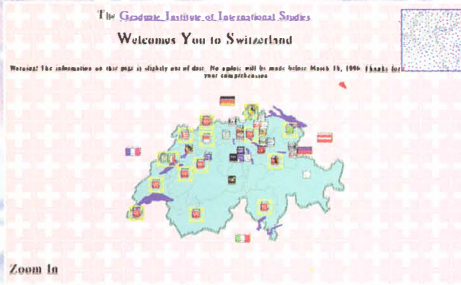 The Graduate Institute of International Studies
Welcomes You to Switzerland
Warning! The information on this page is slightly out of date. No update will be made before March 15, 1996. Thanks for
your comprehension
Zoom In